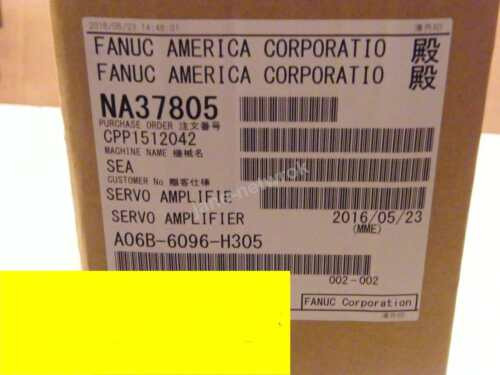 2016/05/23 14:48:01
FANUC AMERICA CORPORATIO 殿
FANUC AMERICA CORPORATIO 殿
NA37805
PURCHASE ORDER 注文番号
CPP1512042
MACHINE NAME 機械名
SEA
CUSTOMER No 顧客仕様
SERVO AMPLIFIER
SERVO AMPLIFIER 2016/05/23
(MME)
A06B-6096-H305
002-002
FANUC Corporation